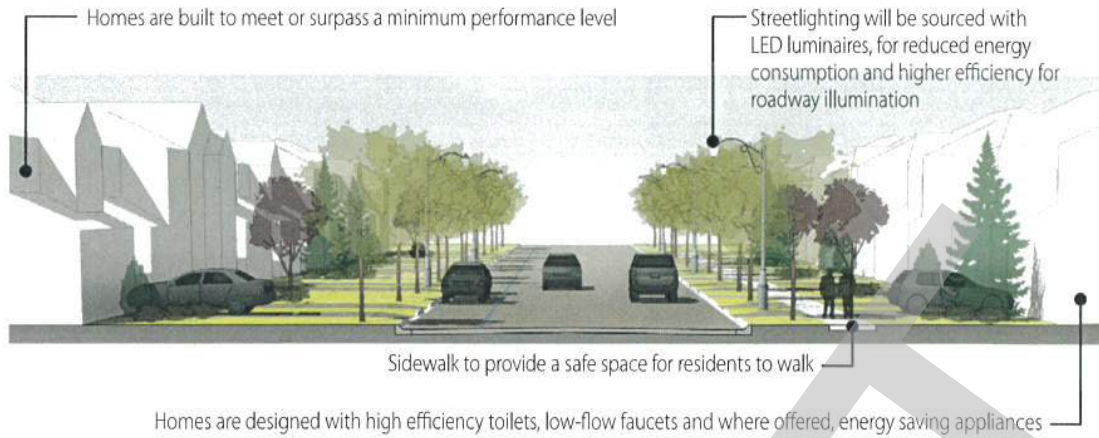 Homes are built to meet or surpass a minimum performance level
Streetlighting will be sourced with
LED luminaires, for reduced energy
consumption and higher efficiency for
roadway illumination
Sidewalk to provide a safe space for residents to walk
Homes are designed with high efficiency toilets, low-flow faucets and where offered, energy saving appliances